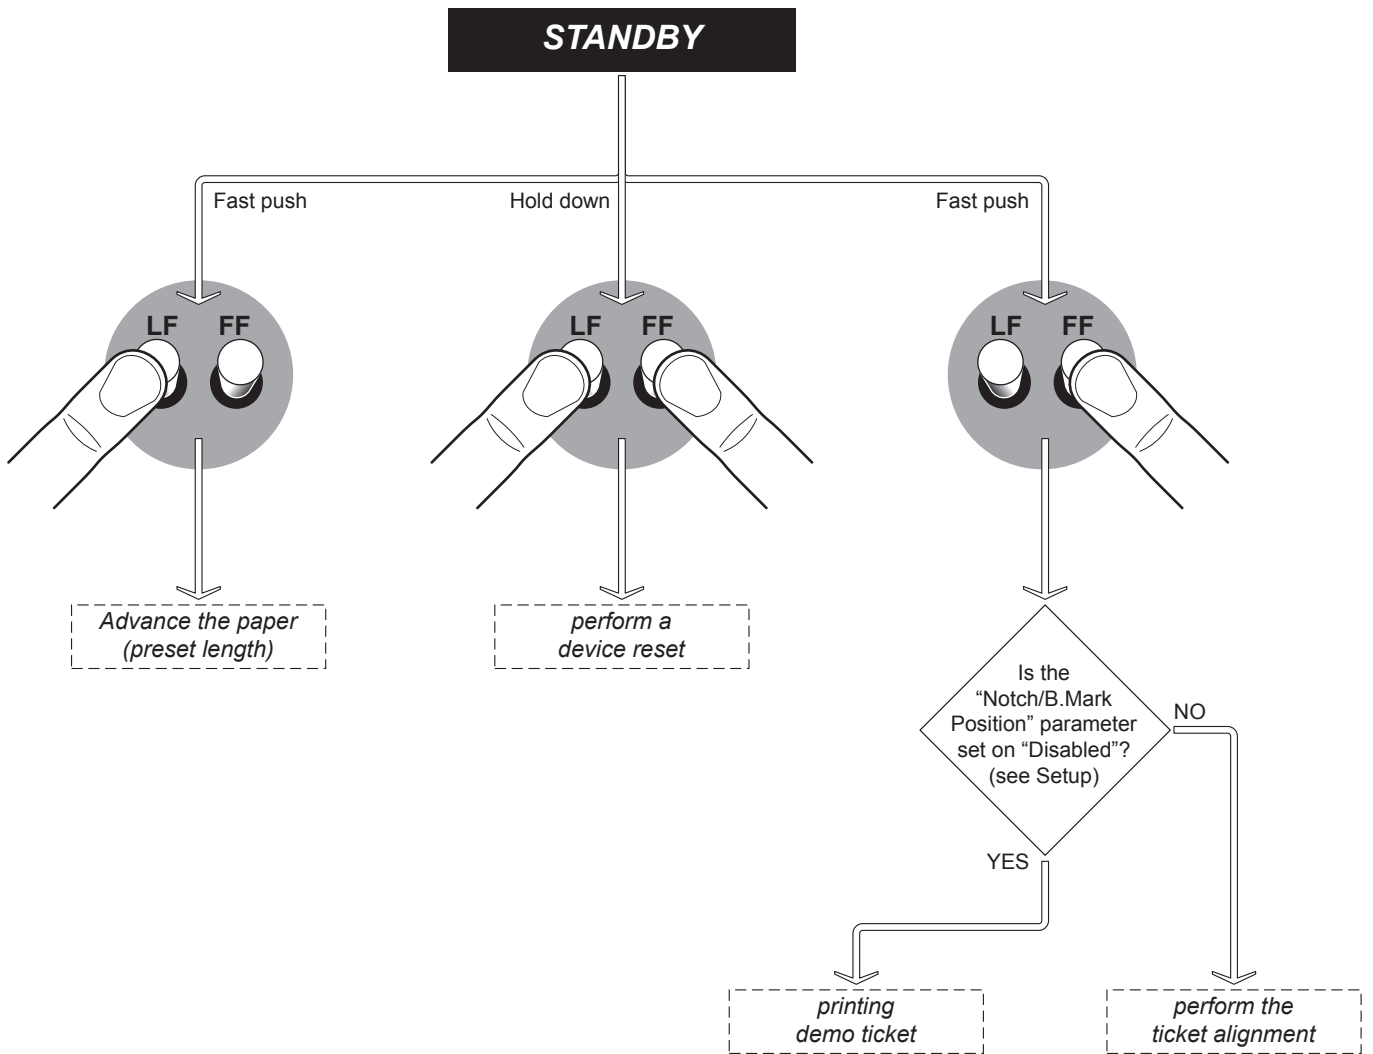 STANDBY
Fast push
Hold down
Fast push
LF FF
LF FF
LF FF
Advance the paper
(preset length)
perform a
device reset
Is the
“Notch/B.Mark
Position” parameter
set on “Disabled”?
(see Setup)
NO
YES
printing
demo ticket
perform the
ticket alignment